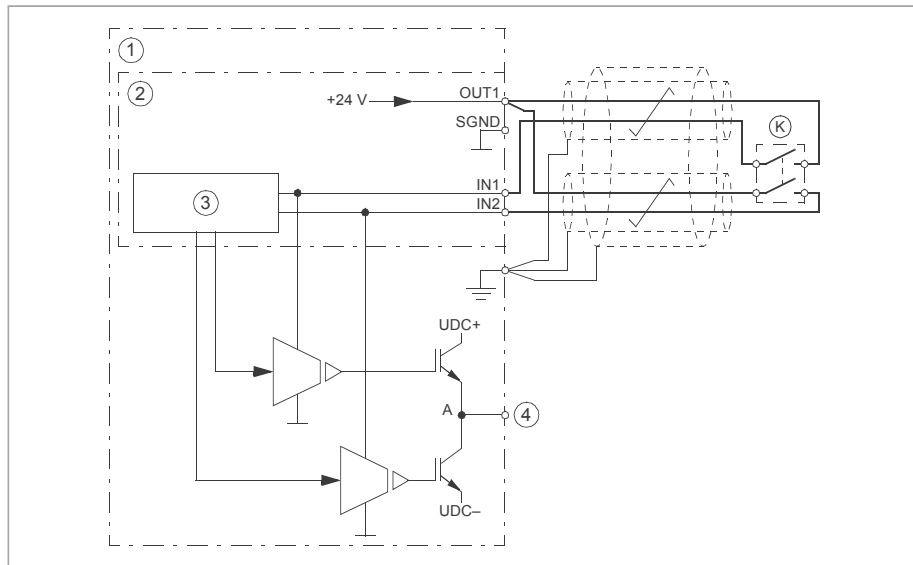 1
2
OUT1
+24 V
SGND
K
IN1
3
IN2
UDC+
A
4
UDC–